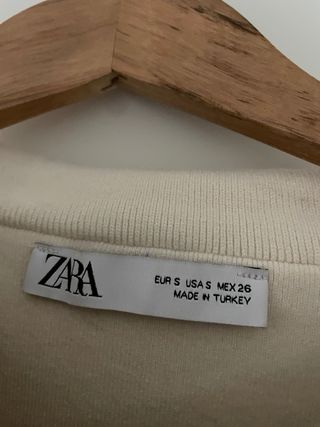 ZARA
EUR S USA S MEX 26
MADE IN TURKEY